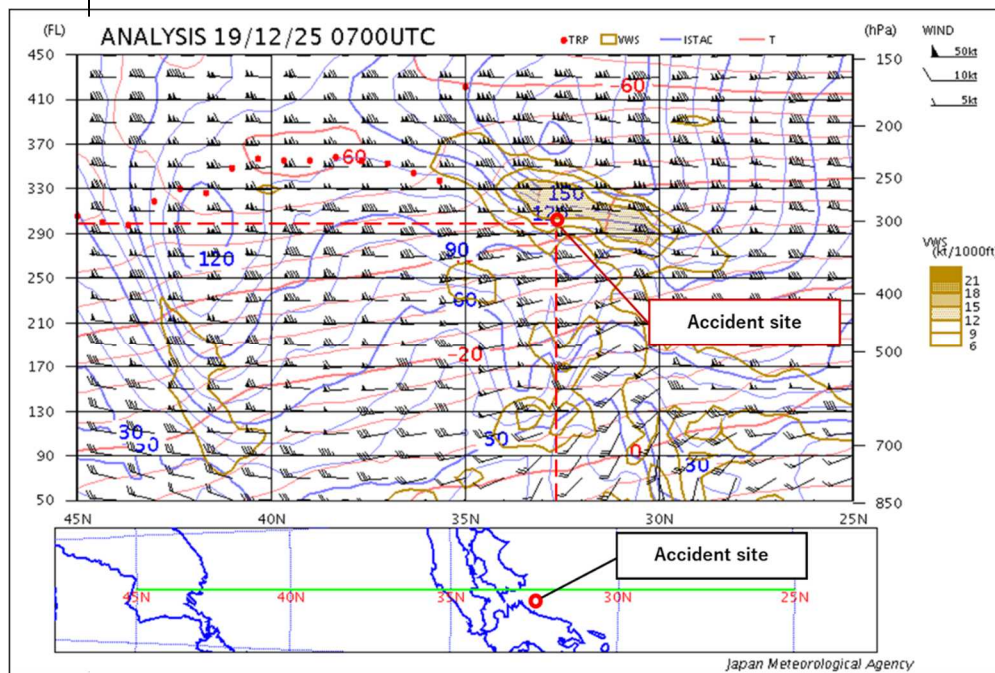 (FL) ANALYSIS 19/12/25 0700UTC TRP VWS ISTAC T (hPa) WIND
450 150
50kt
410 -60 10kt
5kt
370 60 200
330 150 250
290 120 300
120 90
250 VWS (kt/1000ft)
60 400 21
210 Accident site 18
15
-20 500 12
170 9
6
130
30 30 700
90 0 30
50 850
45N 40N 35N 30N 25N
Accident site
45N 40N 35N 30N 25N
Japan Meteorological Agency